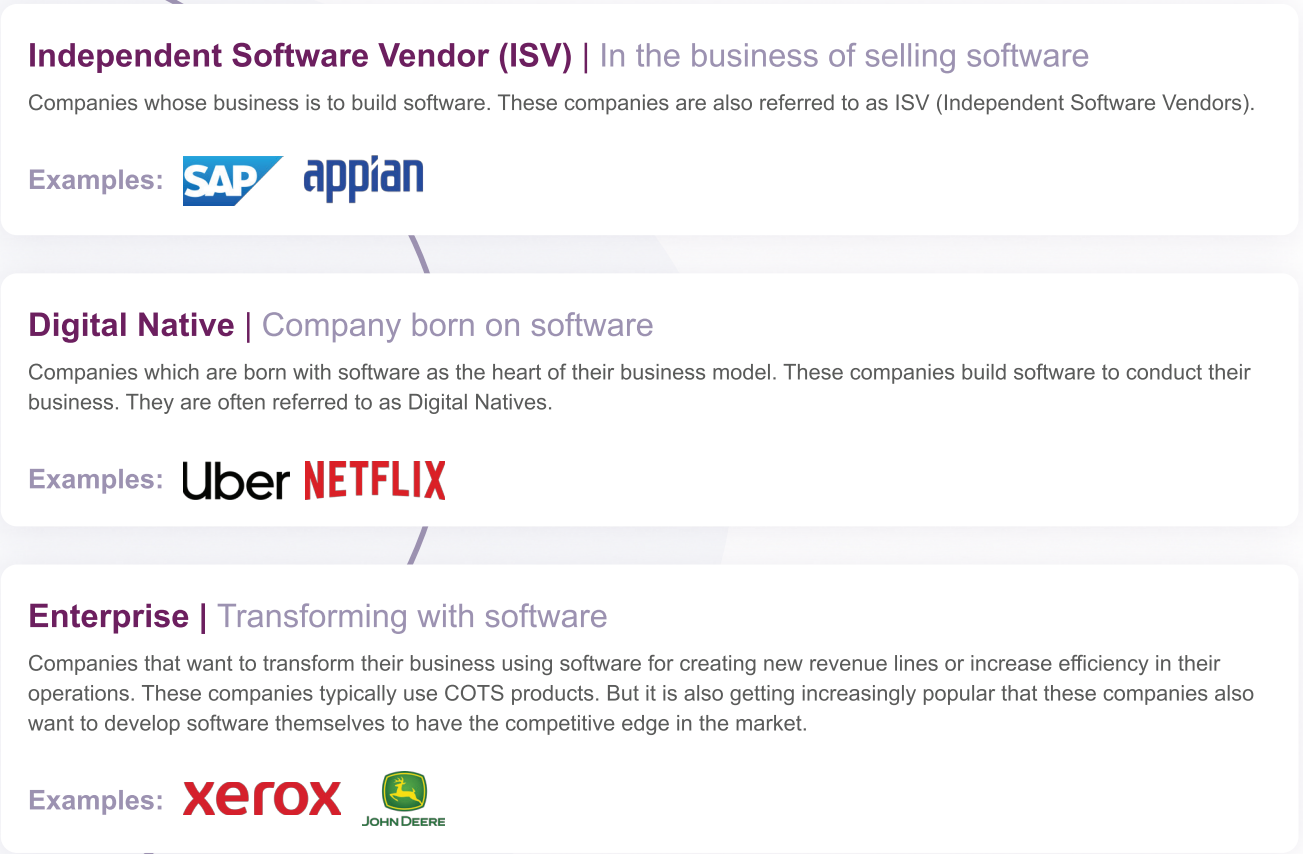 Independent Software Vendor (ISV) | In the business of selling software
Companies whose business is to build software. These companies are also referred to as ISV (Independent Software Vendors).
Examples: SAP appian
Digital Native | Company born on software
Companies which are born with software as the heart of their business model. These companies build software to conduct their
business. They are often referred to as Digital Natives.
Examples: Uber NETFLIX
Enterprise | Transforming with software
Companies that want to transform their business using software for creating new revenue lines or increase efficiency in their
operations. These companies typically use COTS products. But it is also getting increasingly popular that these companies also
want to develop software themselves to have the competitive edge in the market.
Examples: xerox JOHN DEERE